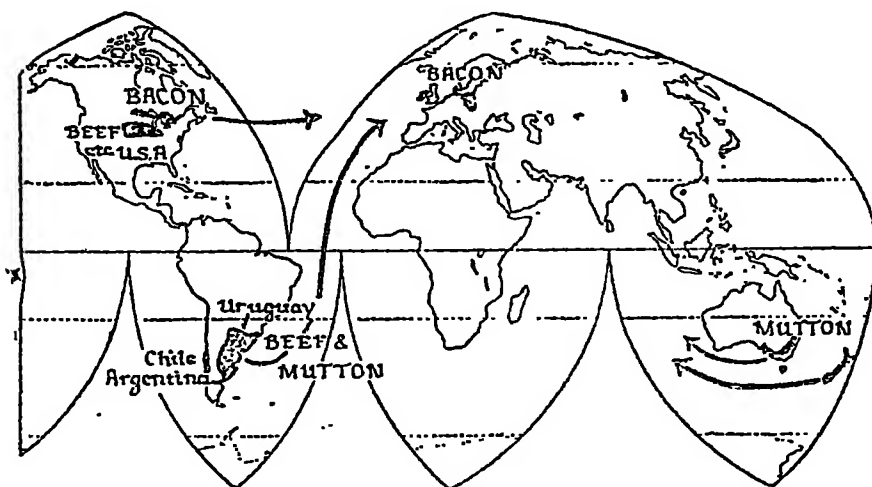 BACON
BEEF
etc U.S.A
BACON
Uruguay
BEEF &
MUTTON
Chile
Argentina
MUTTON